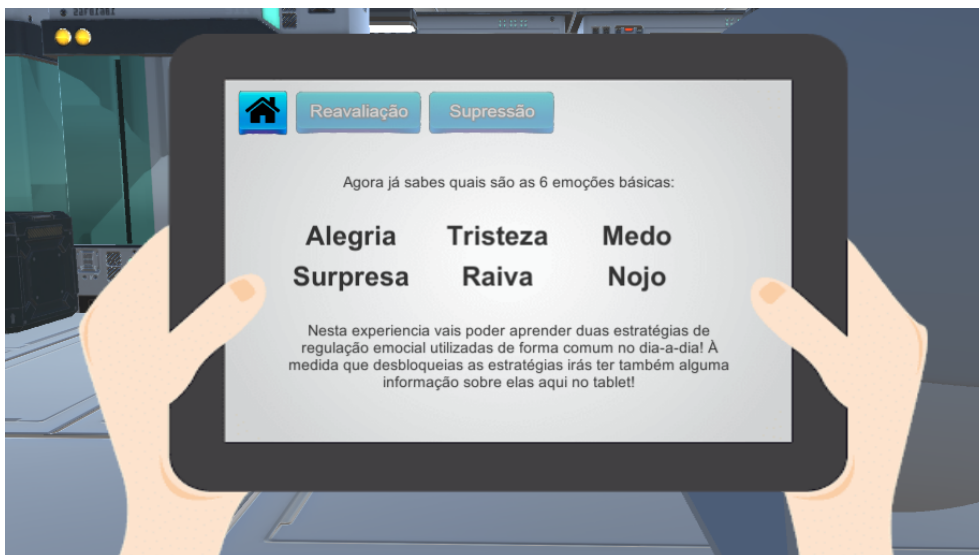 Reavaliação Supressão
Agora já sabes quais são as 6 emoções básicas:
Alegria Tristeza Medo
Surpresa Raiva Nojo
Nesta experiencia vais poder aprender duas estratégias de
regulação emocial utilizadas de forma comum no dia-a-dia! À
medida que desbloqueias as estratégias irás ter também alguma
informação sobre elas aqui no tablet!